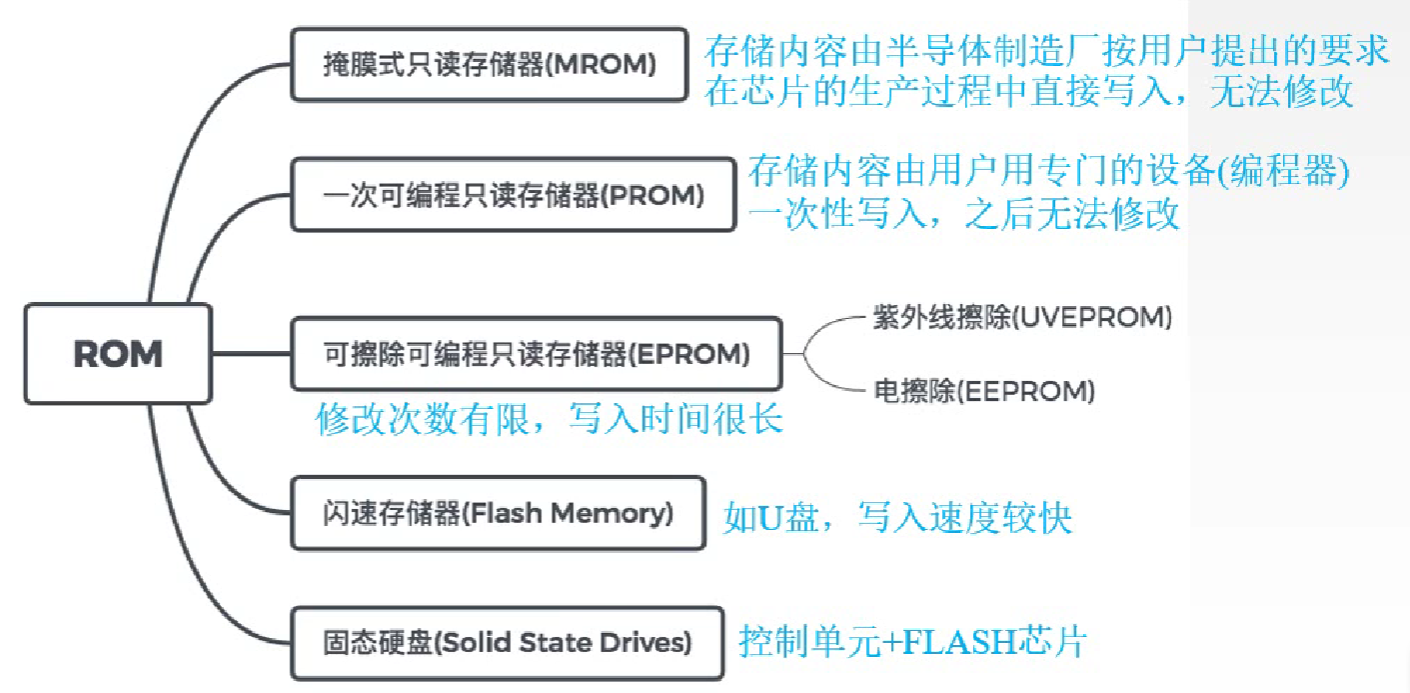 ROM
掩膜式只读存储器(MROM)
存储内容由半导体制造厂按用户提出的要求
在芯片的生产过程中直接写入，无法修改
一次可编程只读存储器(PROM)
存储内容由用户用专门的设备(编程器)
一次性写入，之后无法修改
可擦除可编程只读存储器(EPROM)
修改次数有限，写入时间很长
紫外线擦除(UVEPROM)
电擦除(EEPROM)
闪速存储器(Flash Memory)
如U盘，写入速度较快
固态硬盘(Solid State Drives)
控制单元+FLASH芯片